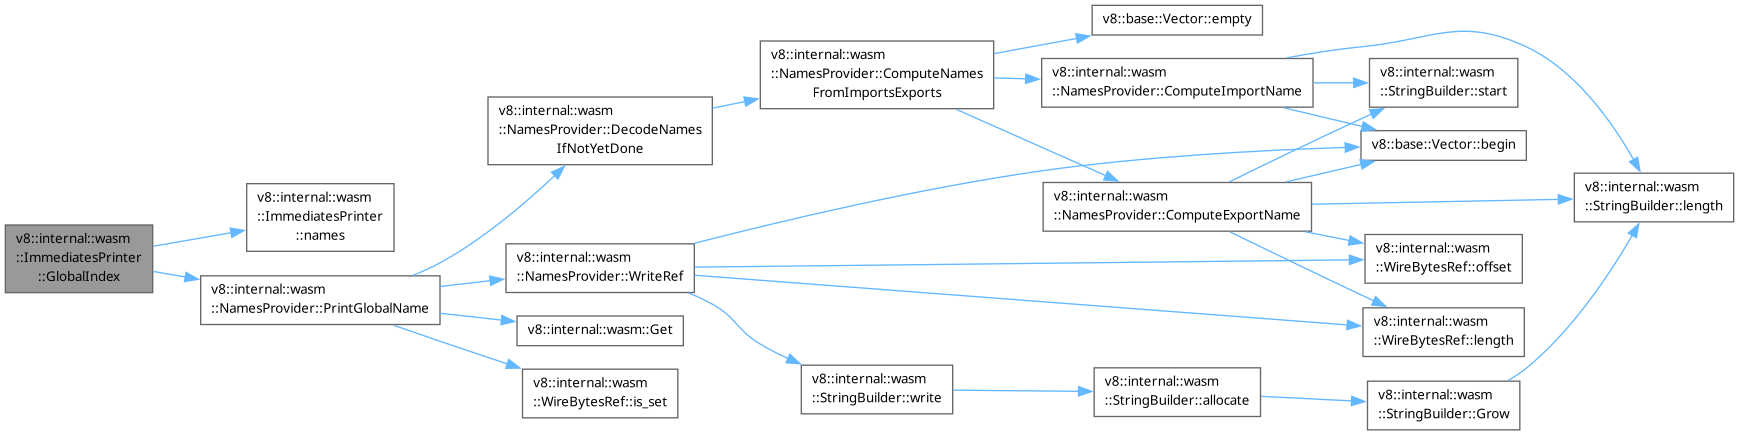 v8::internal::wasm
::ImmediatesPrinter
::GlobalIndex
v8::internal::wasm
::ImmediatesPrinter
::names
v8::internal::wasm
::NamesProvider::PrintGlobalName
v8::internal::wasm
::NamesProvider::DecodeNames
IfNotYetDone
v8::internal::wasm
::NamesProvider::WriteRef
v8::internal::wasm::Get
v8::internal::wasm
::WireBytesRef::is_set
v8::internal::wasm
::NamesProvider::ComputeNames
FromImportsExports
v8::internal::wasm
::StringBuilder::write
v8::base::Vector::empty
v8::internal::wasm
::NamesProvider::ComputeImportName
v8::internal::wasm
::NamesProvider::ComputeExportName
v8::internal::wasm
::StringBuilder::allocate
v8::internal::wasm
::StringBuilder::start
v8::base::Vector::begin
v8::internal::wasm
::WireBytesRef::offset
v8::internal::wasm
::WireBytesRef::length
v8::internal::wasm
::StringBuilder::Grow
v8::internal::wasm
::StringBuilder::length